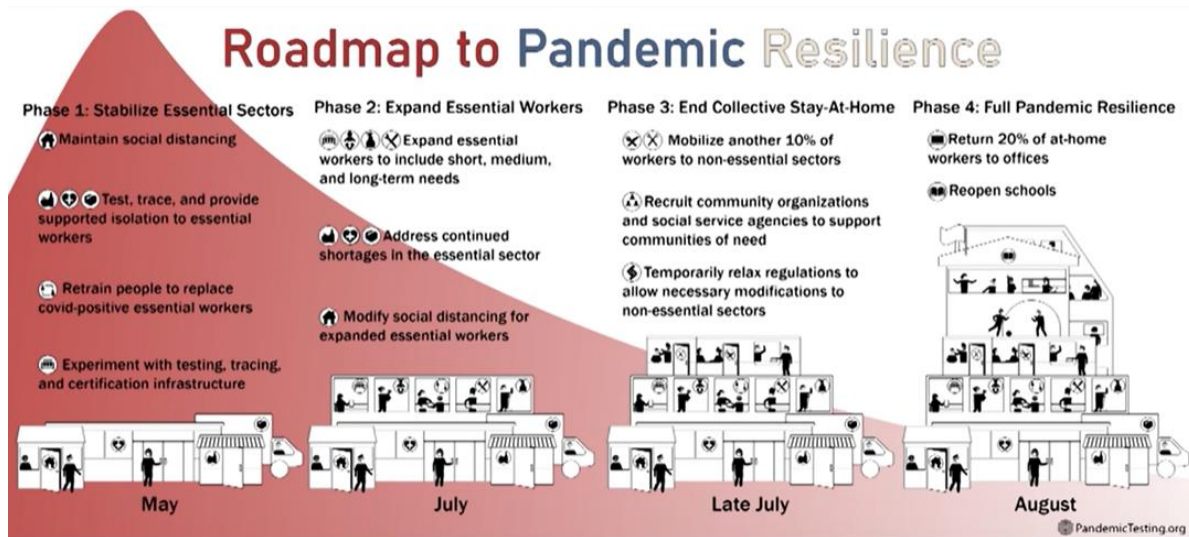 Roadmap to Pandemic Resilience
Phase 1: Stabilize Essential Sectors
Maintain social distancing
Test, trace, and provide
supported isolation to essential
workers
Retrain people to replace
covid-positive essential workers
Experiment with testing, tracing,
and certification infrastructure
May
Phase 2: Expand Essential Workers
Expand essential
workers to include short, medium,
and long-term needs
Address continued
shortages in the essential sector
Modify social distancing for
expanded essential workers
July
Phase 3: End Collective Stay-At-Home
Mobilize another 10% of
workers to non-essential sectors
Recruit community organizations
and social service agencies to support
communities of need
Temporarily relax regulations to
allow necessary modifications to
non-essential sectors
Late July
Phase 4: Full Pandemic Resilience
Return 20% of at-home
workers to offices
Reopen schools
August
PandemicTesting.org